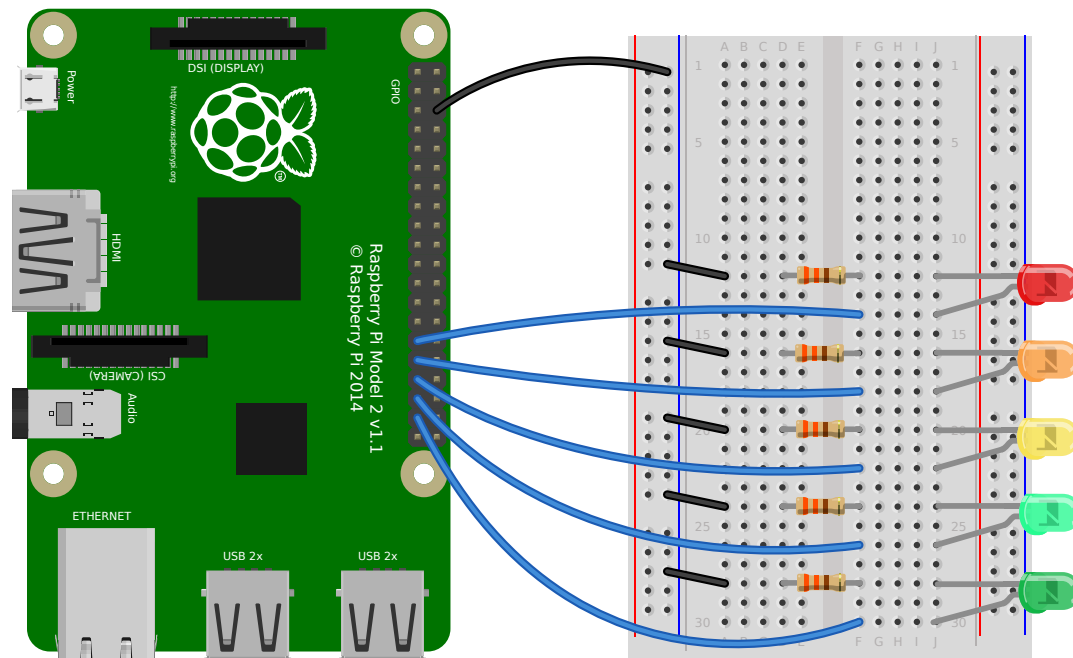 DSI (DISPLAY)
Power
GPIO
http://www.raspberrypi.org
TM
HDMI
Raspberry Pi Model 2 v1.1
© Raspberry Pi 2014
CSI (CAMERA)
Audio
ETHERNET
USB 2x
USB 2x
A B C D E F G H I J
1 1
5 5
10 10
15 15
20 20
25 25
30 30
A B C D E F G H I J